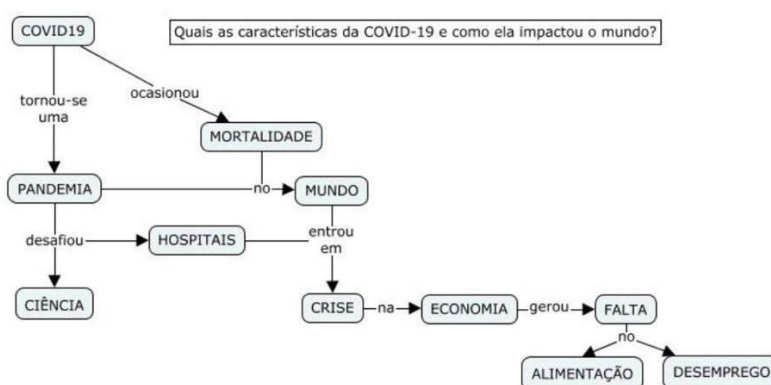 COVID19
Quais as características da COVID-19 e como ela impactou o mundo?
tornou-se
uma
ocasionou
MORTALIDADE
PANDEMIA
no
MUNDO
desafiou
HOSPITAIS
entrou
em
CIÊNCIA
CRISE
na
ECONOMIA
gerou
FALTA
no
ALIMENTAÇÃO
DESEMPREGO